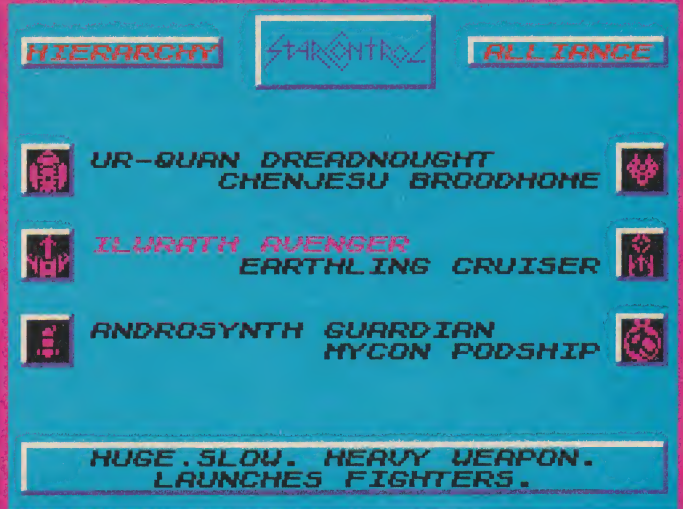 HIERARCHY StarControl ALLIANCE
UR-QUAN DREADNOUGHT
CHENJESU BROODHOME
ILWRATH AVENGER
EARTHLING CRUISER
ANDROSYNTH GUARDIAN
MYCON PODSHIP
HUGE.SLOW. HEAVY WEAPON.
LAUNCHES FIGHTERS.